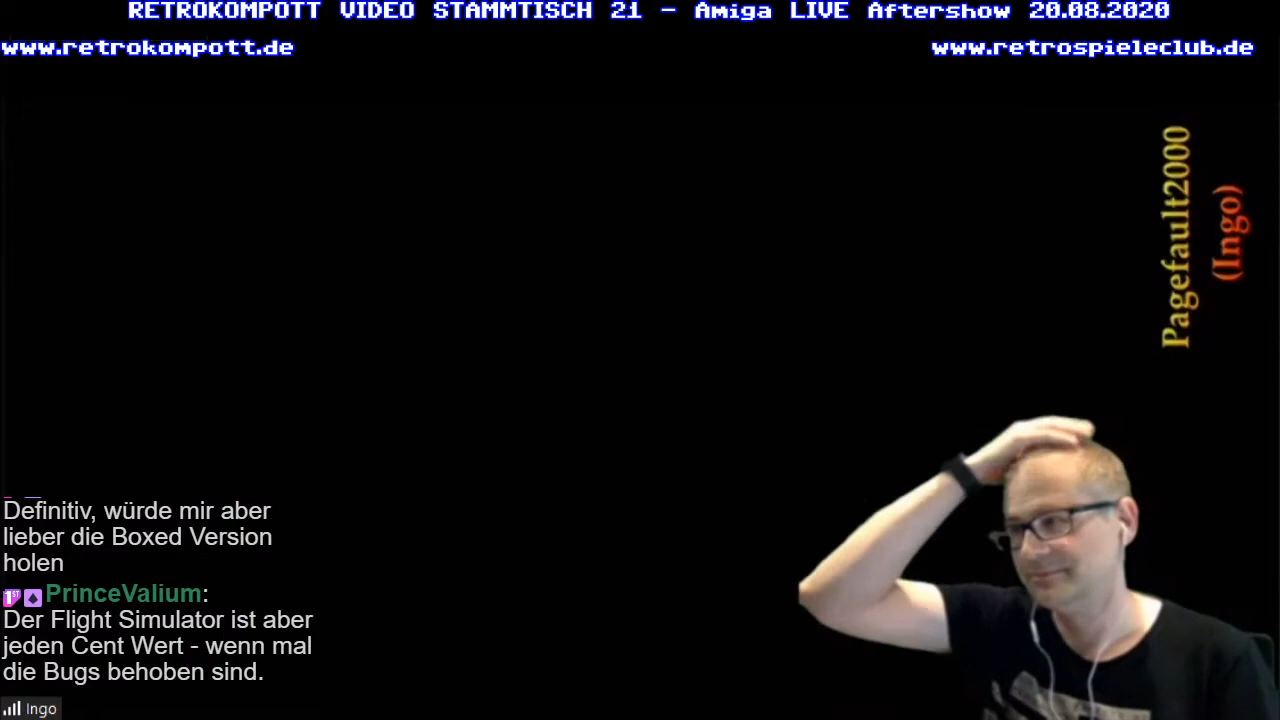 RETROKOMPOTT VIDEO STAMMTISCH 21 - Amiga LIVE Aftershow 20.08.2020
www.retrokompott.de
www.retrospieleclub.de
Pagefault2000
(Ingo)
Definitiv, würde mir aber
lieber die Boxed Version
holen
1ST PrinceValium:
Der Flight Simulator ist aber
jeden Cent Wert - wenn mal
die Bugs behoben sind.
Ingo